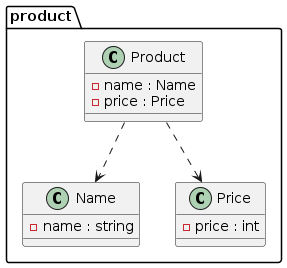 product
C Product
name : Name
price : Price
C Name
name : string
C Price
price : int